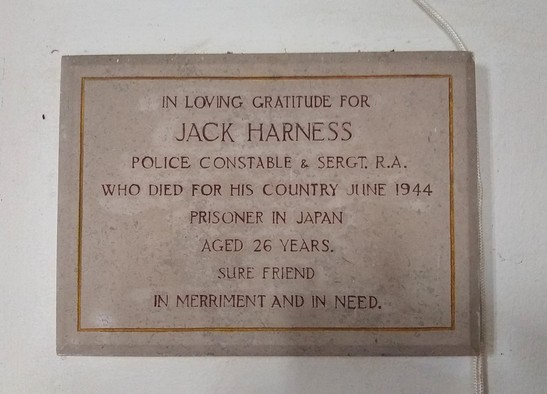 IN LOVING GRATITUDE FOR
JACK HARNESS
POLICE CONSTABLE & SERGT. R.A.
WHO DIED FOR HIS COUNTRY JUNE 1944
PRISONER IN JAPAN
AGED 26 YEARS.
SURE FRIEND
IN MERRIMENT AND IN NEED.